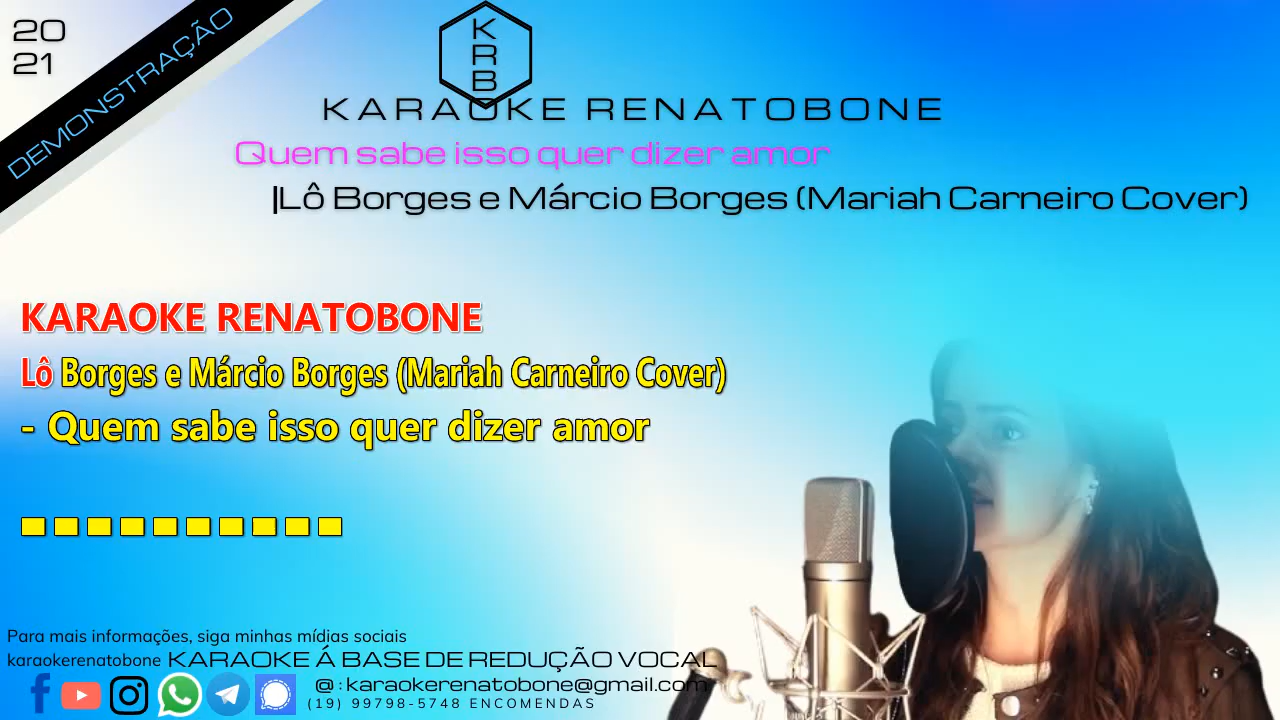 20
21
DEMONSTRAÇÃO
K
R
B
KARAOKE RENATOBONE
Quem sabe isso quer dizer amor
|Lô Borges e Márcio Borges (Mariah Carneiro Cover)
KARAOKE RENATOBONE
Lô Borges e Márcio Borges (Mariah Carneiro Cover)
- Quem sabe isso quer dizer amor
Para mais informações, siga minhas mídias sociais
karaokerenatobone KARAOKE Á BASE DE REDUÇÃO VOCAL
@:karaokerenatobone@gmail.com
(19) 99798-5748 ENCOMENDAS